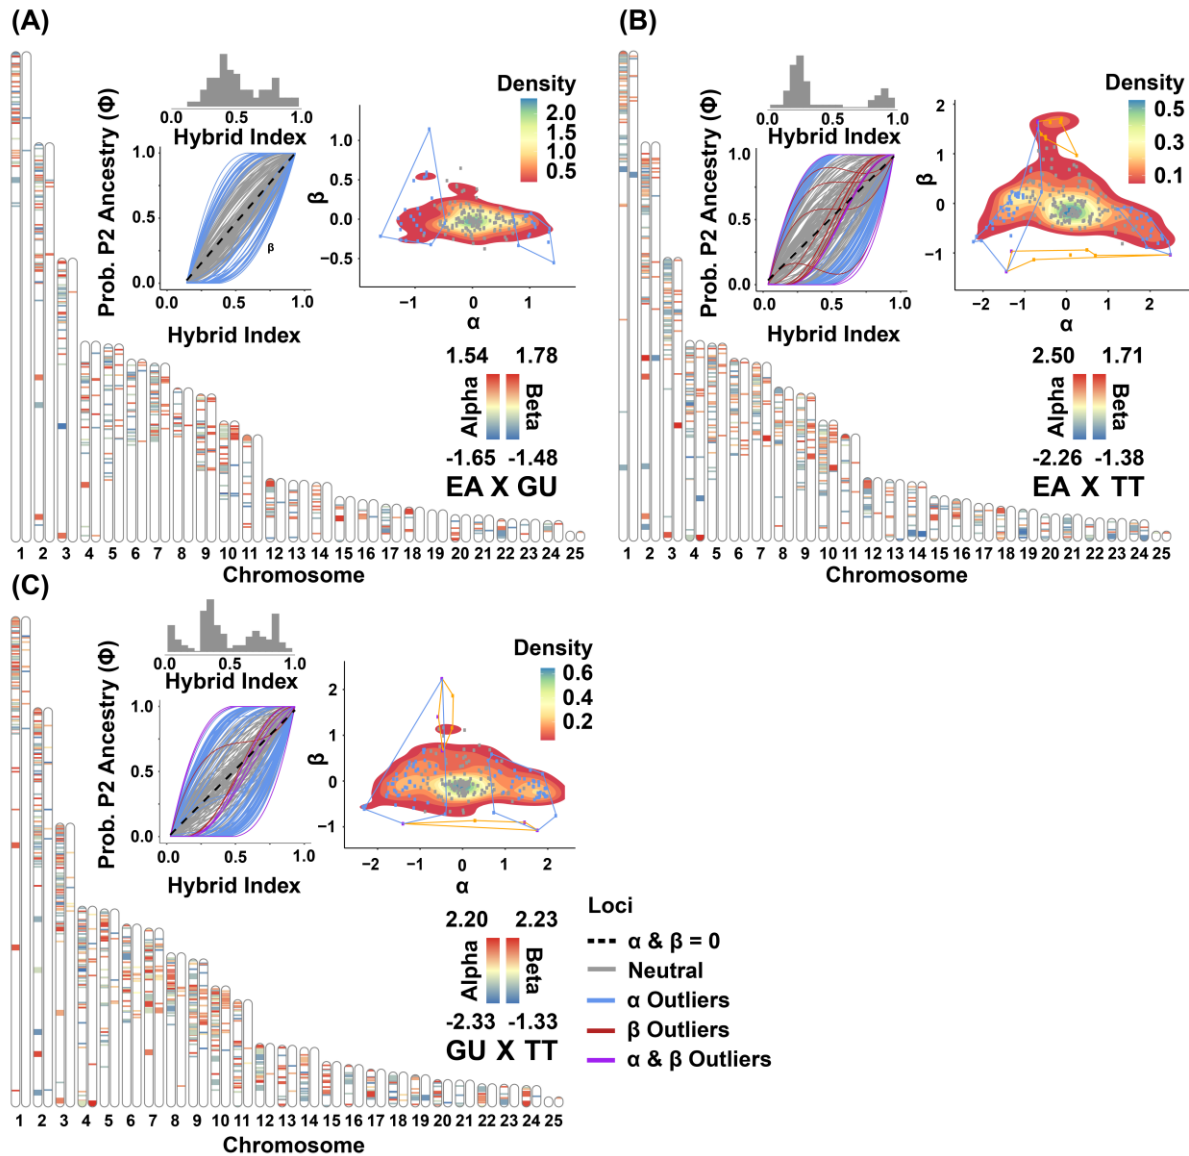 (A)
Prob. P2 Ancestry (Φ)
0.0 0.5 1.0
Hybrid Index
1.0
0.5
0.0
β
0.0 0.5 1.0
Hybrid Index
Density
2.0
1.5
1.0
0.5
β
1.0
0.5
0.0
−0.5
−1 0 1
α
1.54 1.78
Alpha Beta
-1.65 -1.48
EA X GU
1 2 3 4 5 6 7 8 9 10 11 12 13 14 15 16 17 18 19 20 21 22 23 24 25
Chromosome
(B)
Prob. P2 Ancestry (Φ)
0.0 0.5 1.0
Hybrid Index
1.0
0.5
0.0
0.0 0.5 1.0
Hybrid Index
Density
0.5
0.3
0.1
β
2
1
0
−1
−2 −1 0 1 2
α
2.50 1.71
Alpha Beta
-2.26 -1.38
EA X TT
1 2 3 4 5 6 7 8 9 10 11 12 13 14 15 16 17 18 19 20 21 22 23 24 25
Chromosome
(C)
Prob. P2 Ancestry (Φ)
0.0 0.5 1.0
Hybrid Index
1.0
0.5
0.0
0.0 0.5 1.0
Hybrid Index
Density
0.6
0.4
0.2
β
2
1
0
−1
−2 −1 0 1 2
α
2.20 2.23
Alpha Beta
-2.33 -1.33
GU X TT
1 2 3 4 5 6 7 8 9 10 11 12 13 14 15 16 17 18 19 20 21 22 23 24 25
Chromosome
Loci
α & β = 0
Neutral
α Outliers
β Outliers
α & β Outliers